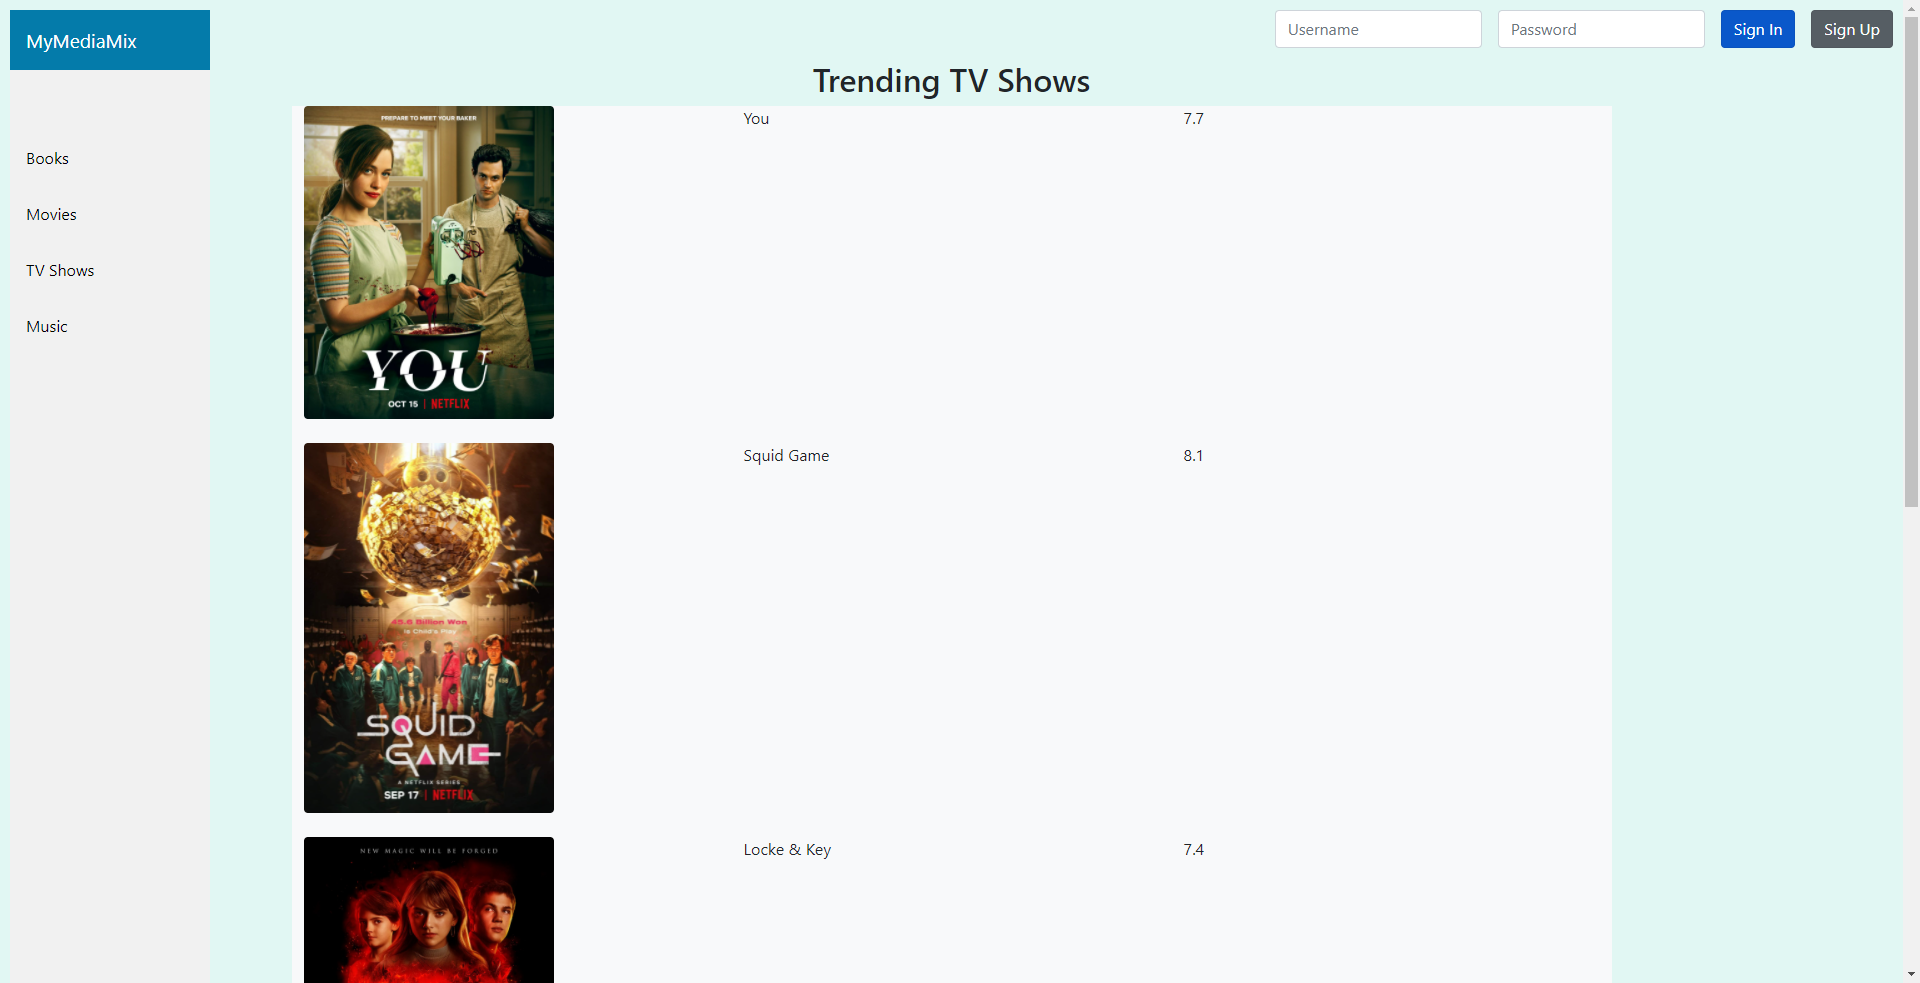 MyMediaMix
Username
Password
Sign In
Sign Up
Books
Movies
TV Shows
Music
Trending TV Shows
PREPARE TO MEET YOUR BAKER
YOU
OCT 15 | NETFLIX
You
7.7
45.6 Billion Won
is Child's Play
SQUID
GAME
A NETFLIX SERIES
SEP 17 | NETFLIX
Squid Game
8.1
NEW MAGIC WILL BE FORGED
Locke & Key
7.4